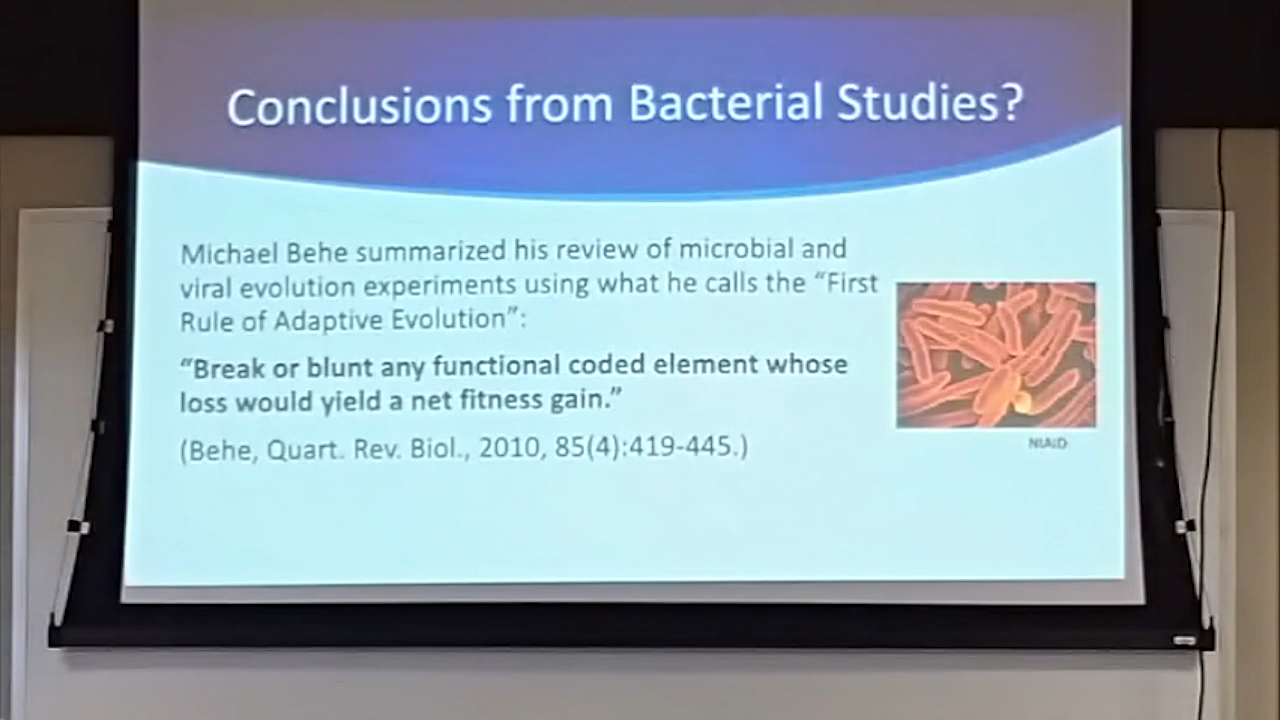 Conclusions from Bacterial Studies?
Michael Behe summarized his review of microbial and
viral evolution experiments using what he calls the “First
Rule of Adaptive Evolution”:
“Break or blunt any functional coded element whose
loss would yield a net fitness gain.”
(Behe, Quart. Rev. Biol., 2010, 85(4):419-445.)
NIAID